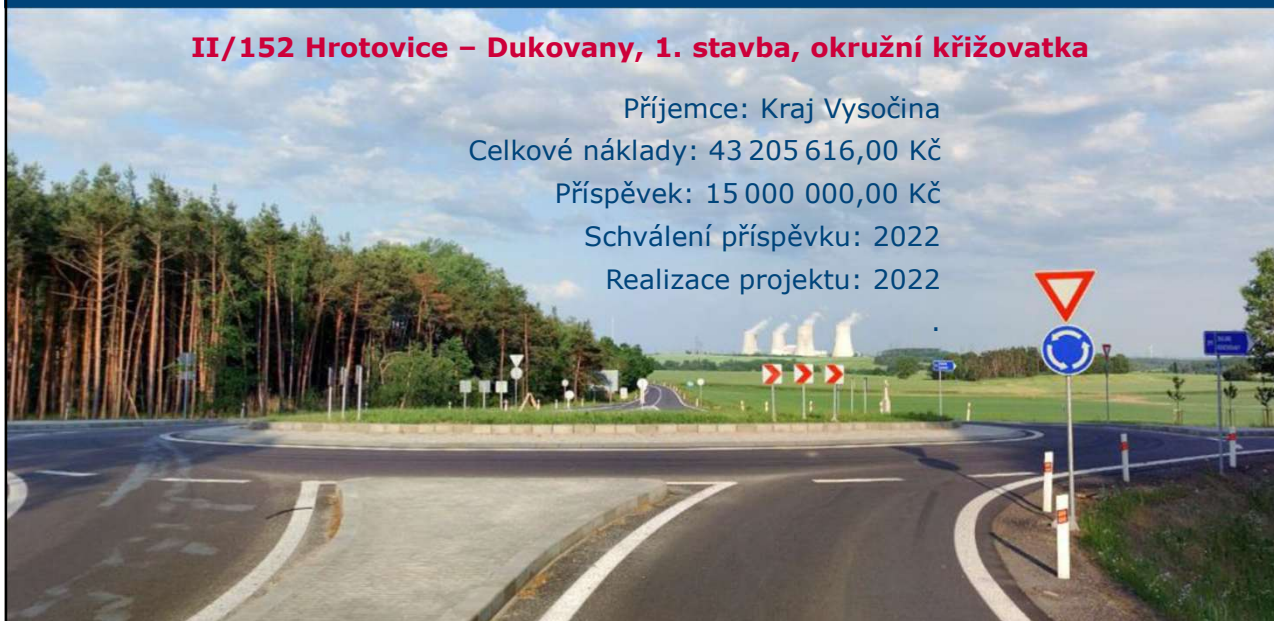 II/152 Hrotovice – Dukovany, 1. stavba, okružní křižovatka
Příjemce: Kraj Vysočina
Celkové náklady: 43 205 616,00 Kč
Příspěvek: 15 000 000,00 Kč
Schválení příspěvku: 2022
Realizace projektu: 2022
.